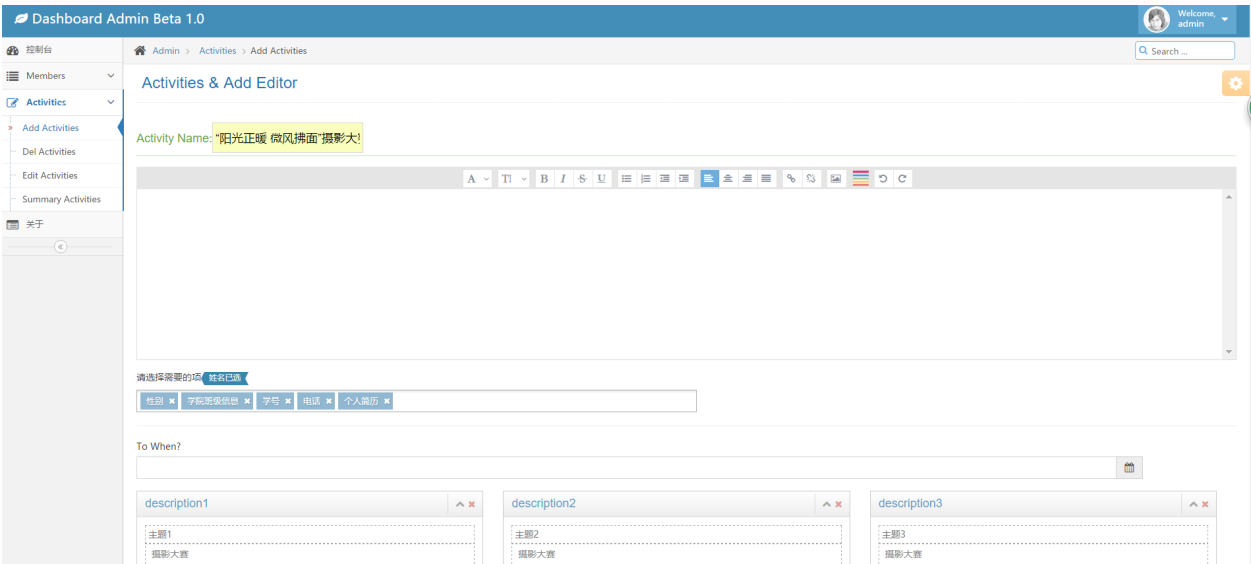 Dashboard Admin Beta 1.0
Welcome,
admin
控制台
Admin > Activities > Add Activities
Search ...
Members
Activities & Add Editor
Activities
Add Activities
Activity Name: "阳光正暖 微风拂面"摄影大
Del Activities
Edit Activities
A TI B I S U
Summary Activities
关于
请选择需要的项 姓名已选
性别 × 学院班级信息 × 学号 × 电话 × 个人简历 ×
To When?
description1 description2 description3
主题1 主题2 主题3
摄影大赛 摄影大赛 摄影大赛